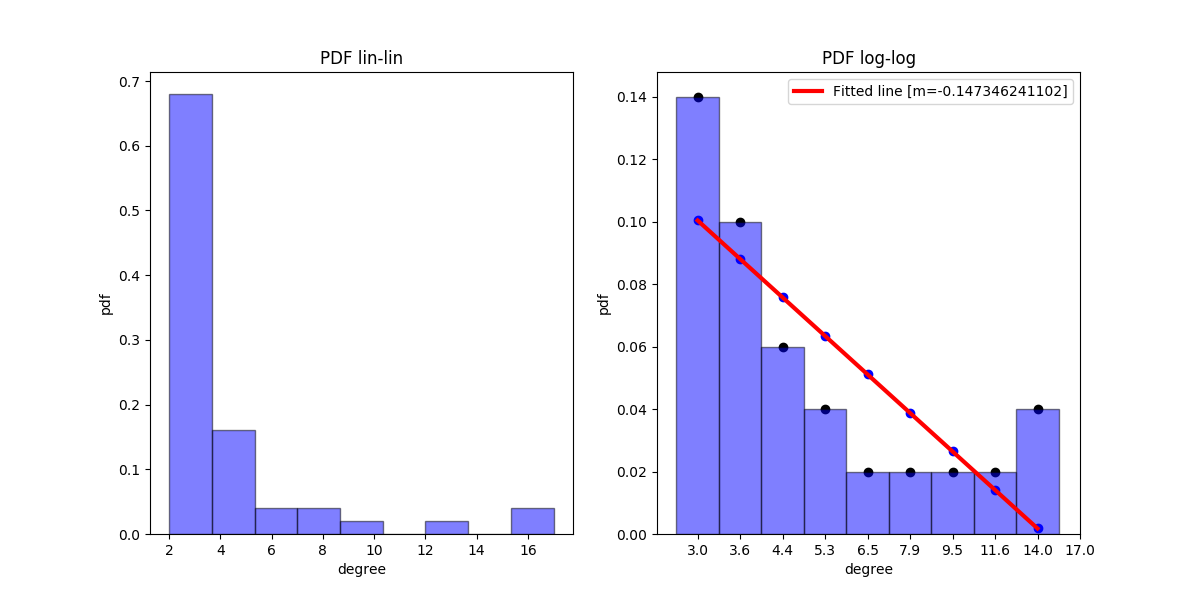 PDF lin-lin
0.7
0.6
0.5
0.4
0.3
0.2
0.1
0.0
pdf
2 4 6 8 10 12 14 16
degree
PDF log-log
Fitted line [m=-0.147346241102]
0.14
0.12
0.10
0.08
0.06
0.04
0.02
0.00
pdf
3.0 3.6 4.4 5.3 6.5 7.9 9.5 11.6 14.0 17.0
degree